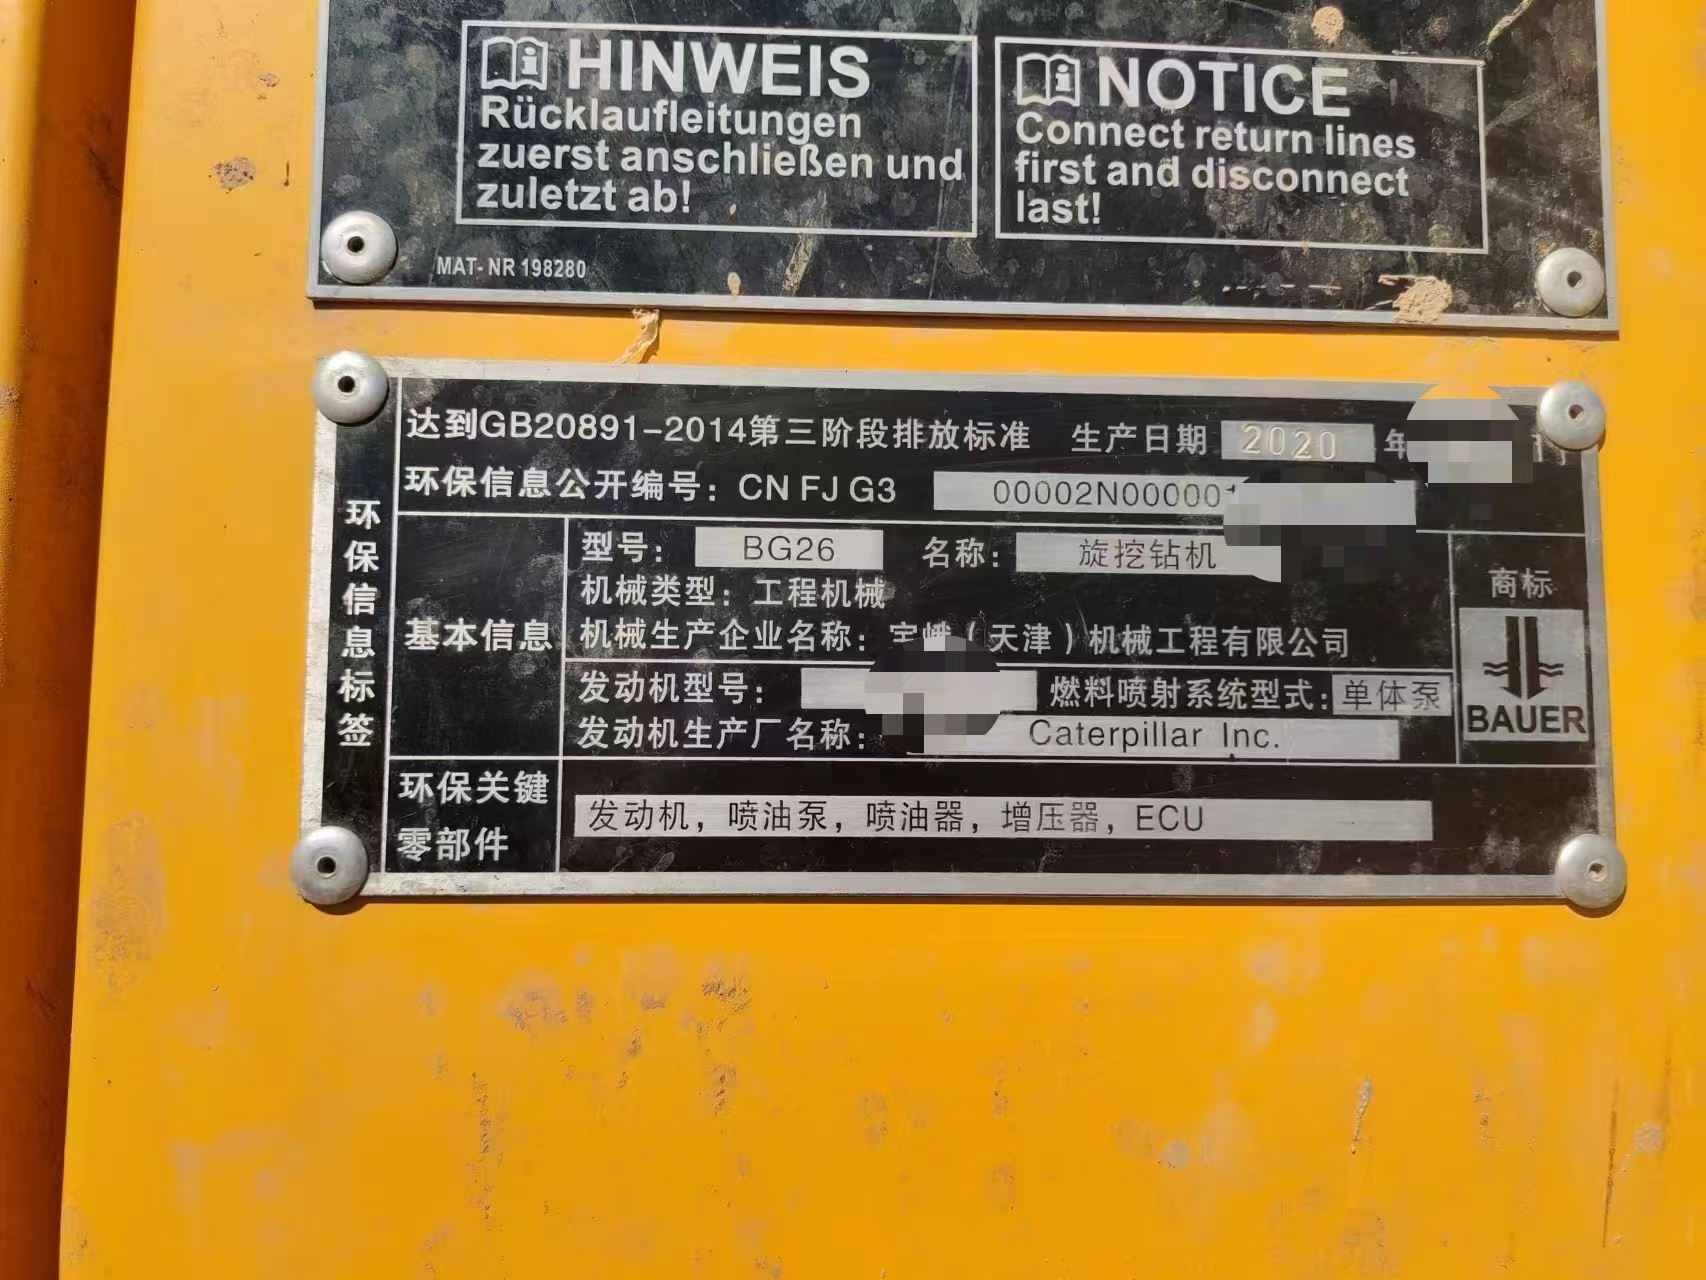 HINWEIS
Rücklaufleitungen
zuerst anschließen und
zuletzt ab!
NOTICE
Connect return lines
first and disconnect
last!
MAT-NR 198280
环保信息标签
达到GB20891-2014第三阶段排放标准 生产日期 2020 年
环保信息公开编号: CN FJ G3 00002N000001
基本信息
型号: BG26 名称: 旋挖钻机
机械类型: 工程机械
机械生产企业名称: 宝峨(天津)机械工程有限公司
发动机型号: 燃料喷射系统型式: 单体泵
发动机生产厂名称: Caterpillar Inc.
商标
BAUER
环保关键
零部件
发动机, 喷油泵, 喷油器, 增压器, ECU